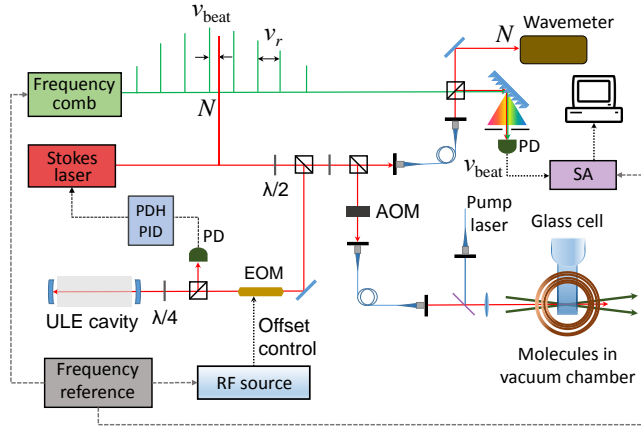 ν_beat
ν_r
N
Wavemeter
Frequency
comb
N
Stokes
laser
λ/2
PD
ν_beat
SA
PDH
PID
PD
AOM
Pump
laser
Glass cell
EOM
ULE cavity
λ/4
Offset
control
Molecules in
vacuum chamber
Frequency
reference
RF source